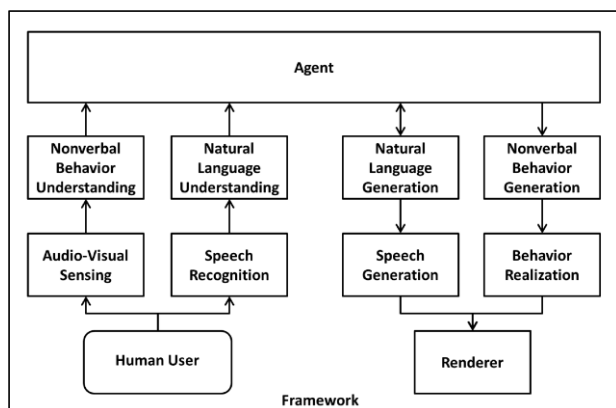 Agent
Nonverbal
Behavior
Understanding
Natural
Language
Understanding
Natural
Language
Generation
Nonverbal
Behavior
Generation
Audio-Visual
Sensing
Speech
Recognition
Speech
Generation
Behavior
Realization
Human User
Renderer
Framework